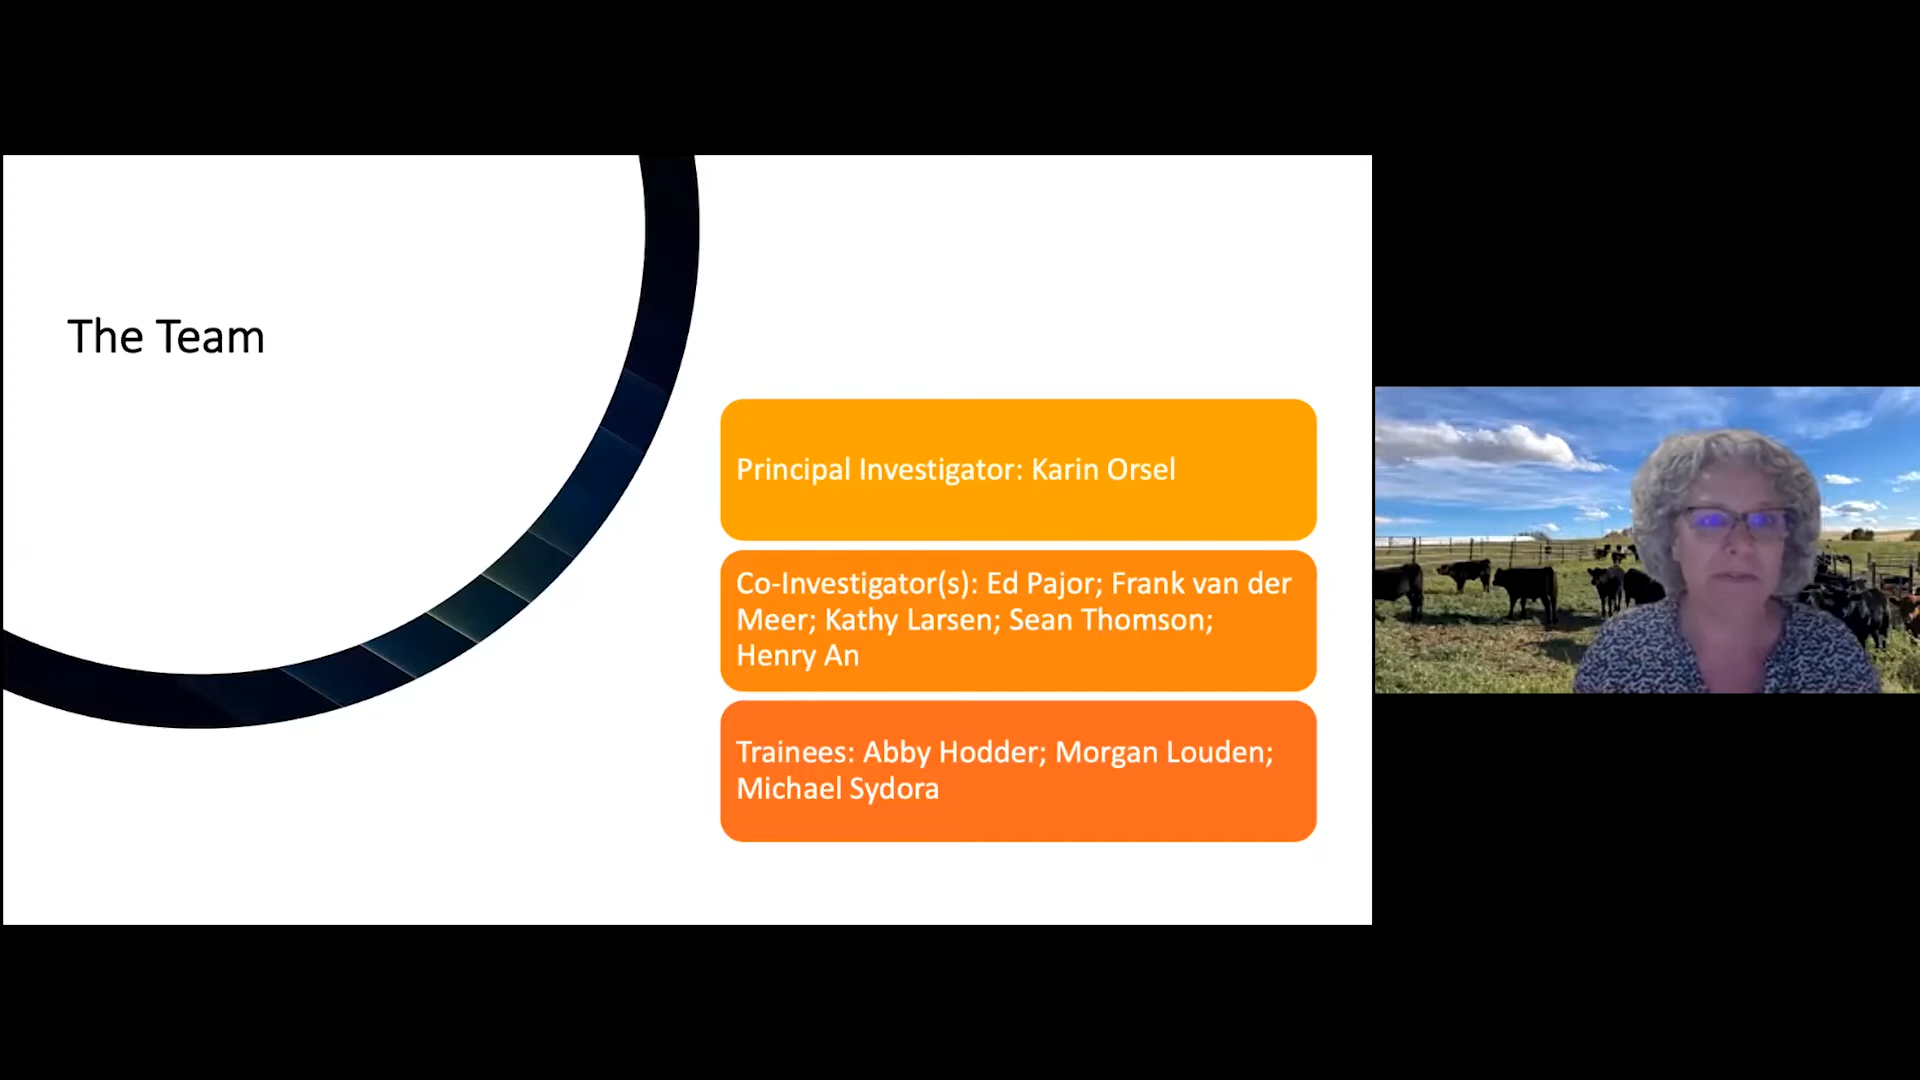 The Team
Principal Investigator: Karin Orsel
Co-Investigator(s): Ed Pajor; Frank van der
Meer; Kathy Larsen; Sean Thomson;
Henry An
Trainees: Abby Hodder; Morgan Louden;
Michael Sydora